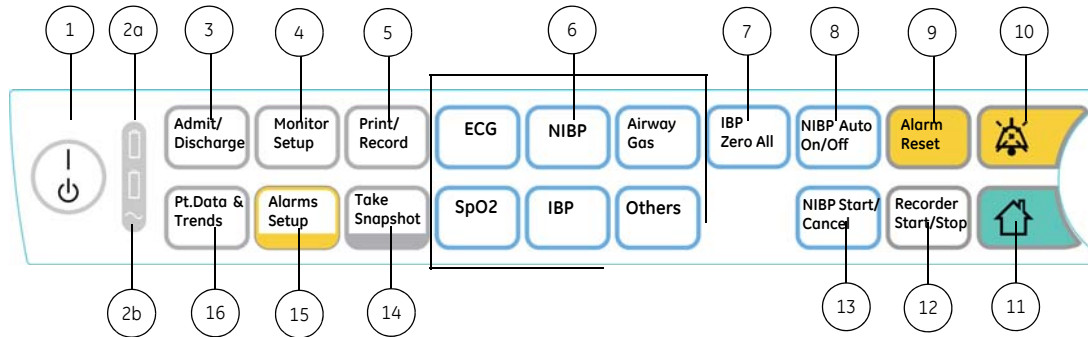 1
2a
3
4
5
6
7
8
9
10
Admit/
Discharge
Monitor
Setup
Print/
Record
ECG
NIBP
Airway
Gas
IBP
Zero All
NIBP Auto
On/Off
Alarm
Reset
Pt.Data &
Trends
Alarms
Setup
Take
Snapshot
SpO2
IBP
Others
NIBP Start/
Cancel
Recorder
Start/Stop
2b
16
15
14
13
12
11